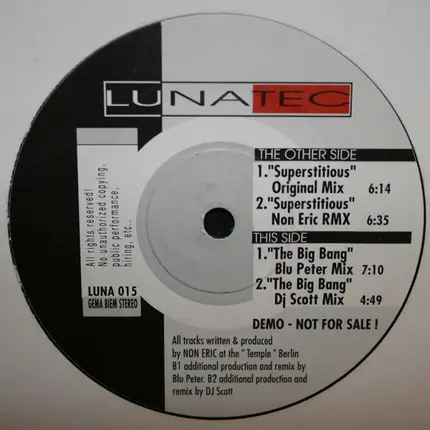 LUNATEC
All rights reserved!
No unauthorized copying,
public performance,
hiring, etc..
LUNA 015
GEMA BIEM STEREO
THE OTHER SIDE
1."Superstitious"
Original Mix 6:14
2."Superstitious"
Non Eric RMX 6:35
THIS SIDE
1."The Big Bang"
Blu Peter Mix 7:10
2."The Big Bang"
Dj Scott Mix 4:49
DEMO - NOT FOR SALE !
All tracks written & produced
by NON ERIC at the " Temple " Berlin
B1 additional production and remix by
Blu Peter. B2 additional production and
remix by DJ Scott